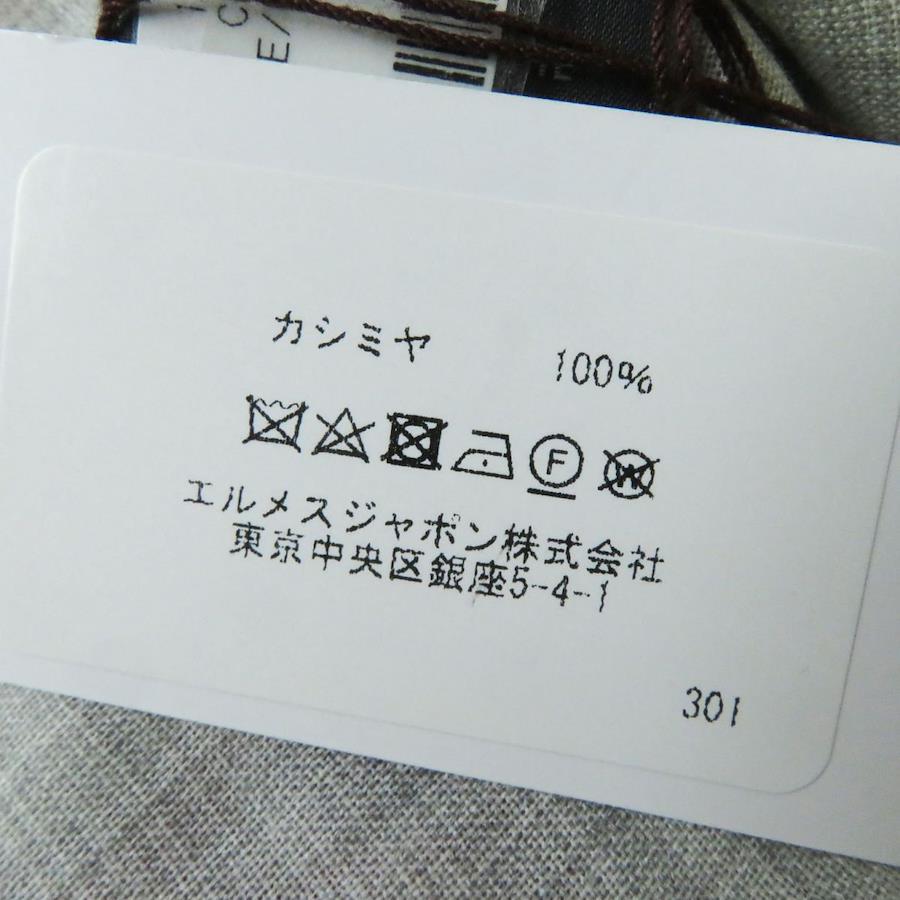 カシミヤ 100%
F
W
エルメスジャポン株式会社
東京中央区銀座5-4-1
301